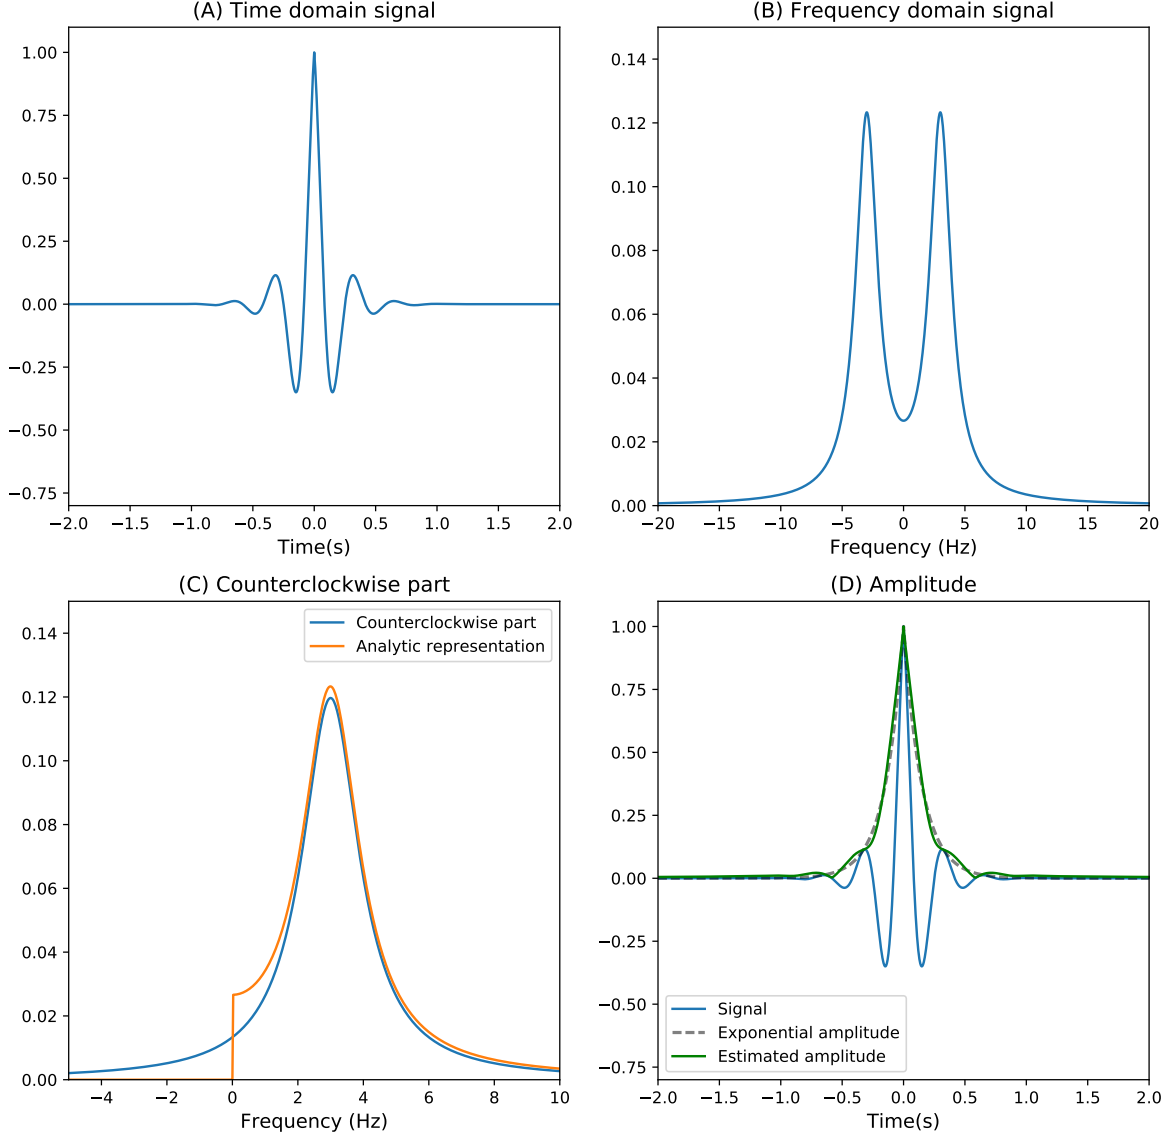 (A) Time domain signal
1.00
0.75
0.50
0.25
0.00
−0.25
−0.50
−0.75
−2.0 −1.5 −1.0 −0.5 0.0 0.5 1.0 1.5 2.0
Time(s)
(B) Frequency domain signal
0.14
0.12
0.10
0.08
0.06
0.04
0.02
0.00
−20 −15 −10 −5 0 5 10 15 20
Frequency (Hz)
(C) Counterclockwise part
Counterclockwise part
Analytic representation
0.14
0.12
0.10
0.08
0.06
0.04
0.02
0.00
−4 −2 0 2 4 6 8 10
Frequency (Hz)
(D) Amplitude
1.00
0.75
0.50
0.25
0.00
−0.25
−0.50
−0.75
Signal
Exponential amplitude
Estimated amplitude
−2.0 −1.5 −1.0 −0.5 0.0 0.5 1.0 1.5 2.0
Time(s)